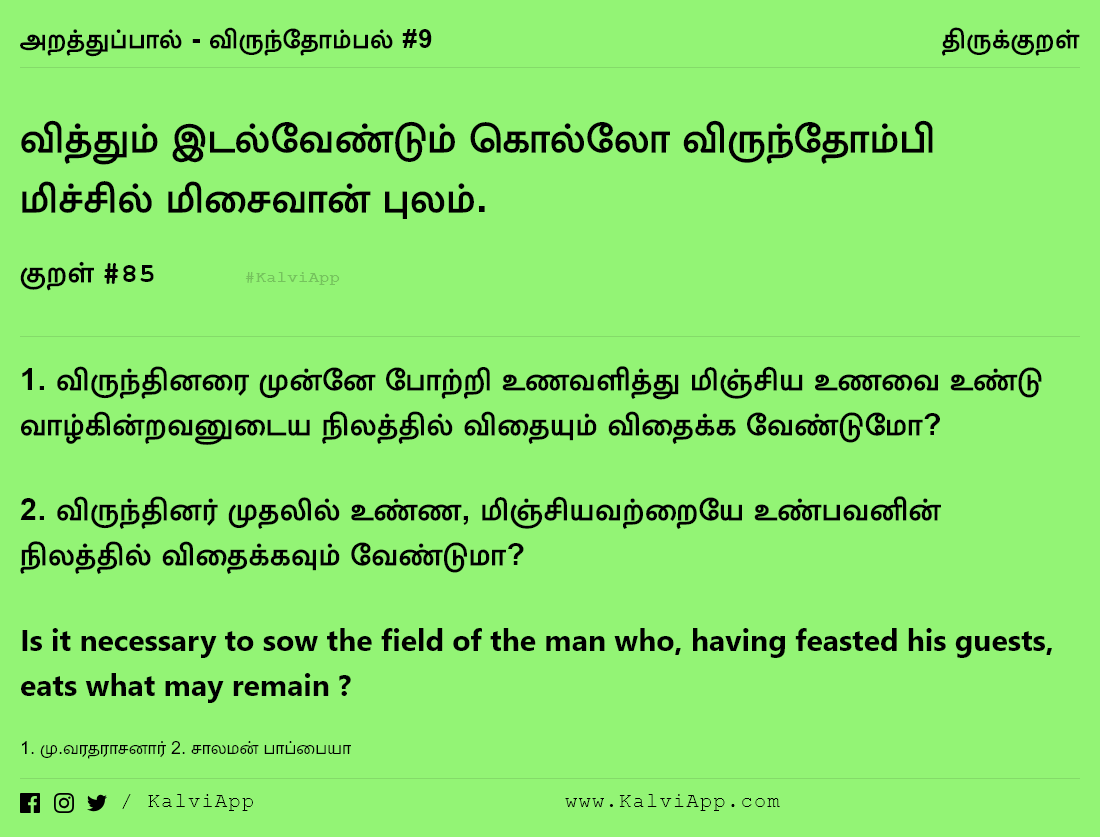 அறத்துப்பால் - விருந்தோம்பல் #9 திருக்குறள்
வித்தும் இடல்வேண்டும் கொல்லோ விருந்தோம்பி
மிச்சில் மிசைவான் புலம்.
குறள் #85 #KalviApp
1. விருந்தினரை முன்னே போற்றி உணவளித்து மிஞ்சிய உணவை உண்டு
வாழ்கின்றவனுடைய நிலத்தில் விதையும் விதைக்க வேண்டுமோ?
2. விருந்தினர் முதலில் உண்ண, மிஞ்சியவற்றையே உண்பவனின்
நிலத்தில் விதைக்கவும் வேண்டுமா?
Is it necessary to sow the field of the man who, having feasted his guests,
eats what may remain ?
1. மு.வரதராசனார் 2. சாலமன் பாப்பையா
/ KalviApp www.KalviApp.com